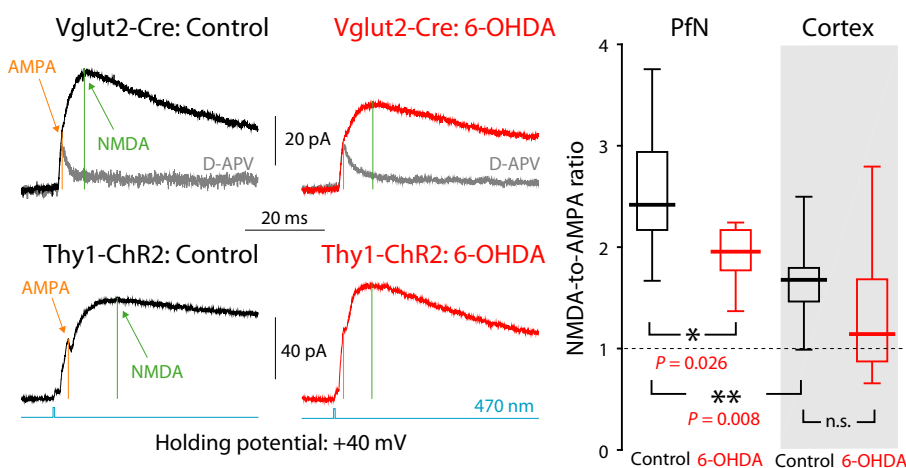 Vglut2-Cre: Control
Vglut2-Cre: 6-OHDA
AMPA
NMDA
D-APV
20 pA
D-APV
20 ms
Thy1-ChR2: Control
Thy1-ChR2: 6-OHDA
AMPA
NMDA
40 pA
470 nm
Holding potential: +40 mV
PfN
Cortex
NMDA-to-AMPA ratio
4
3
2
1
0
*
P = 0.026
**
P = 0.008
n.s.
Control 6-OHDA Control 6-OHDA